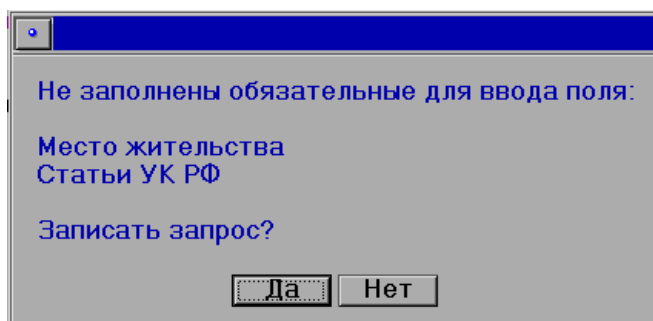 Не заполнены обязательные для ввода поля:
Место жительства
Статьи УК РФ
Записать запрос?
Да Нет